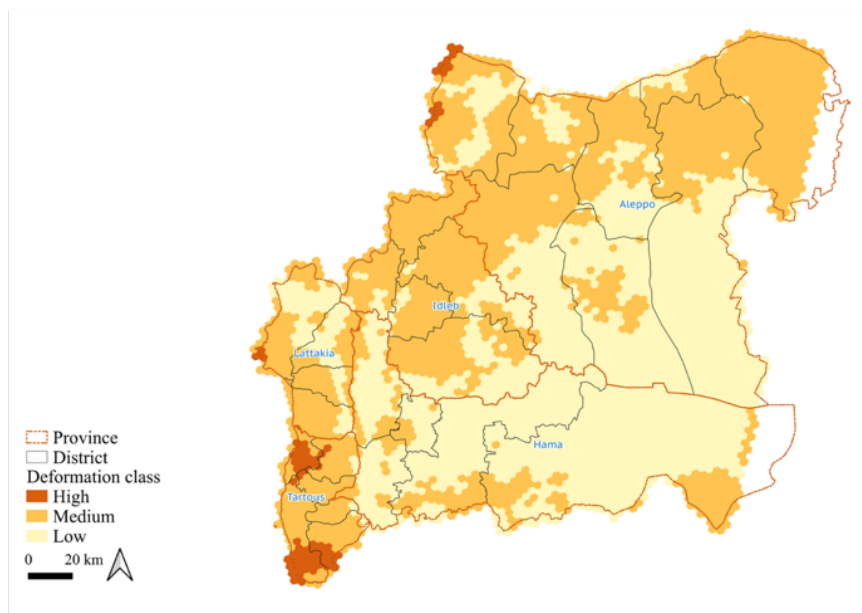 Aleppo
Idleb
Lattakia
Hama
Tartous
Province
District
Deformation class
High
Medium
Low
0 20 km